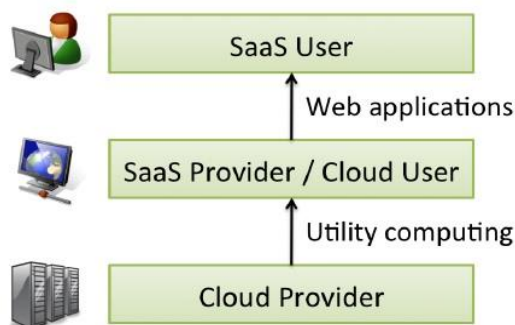 SaaS User
Web applications
SaaS Provider / Cloud User
Utility computing
Cloud Provider